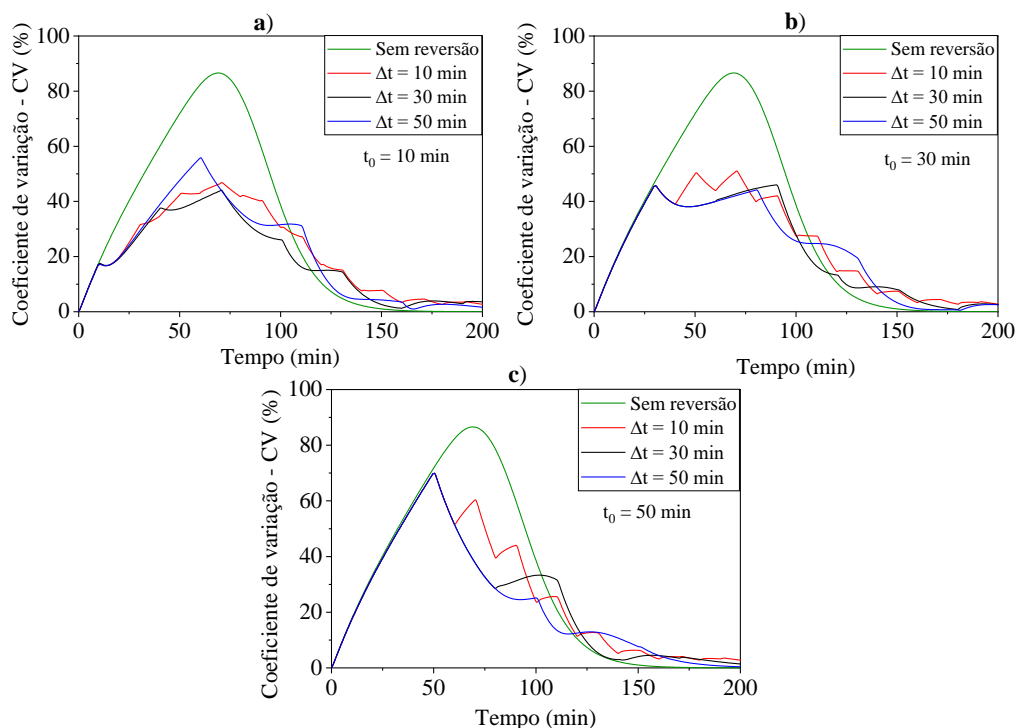 a)
Coeficiente de variação - CV (%)
100
80
60
40
20
0
Sem reversão
Δt = 10 min
Δt = 30 min
Δt = 50 min
t₀ = 10 min
0 50 100 150 200
Tempo (min)
b)
Coeficiente de variação - CV (%)
100
80
60
40
20
0
Sem reversão
Δt = 10 min
Δt = 30 min
Δt = 50 min
t₀ = 30 min
0 50 100 150 200
Tempo (min)
c)
Coeficiente de variação - CV (%)
100
80
60
40
20
0
Sem reversão
Δt = 10 min
Δt = 30 min
Δt = 50 min
t₀ = 50 min
0 50 100 150 200
Tempo (min)